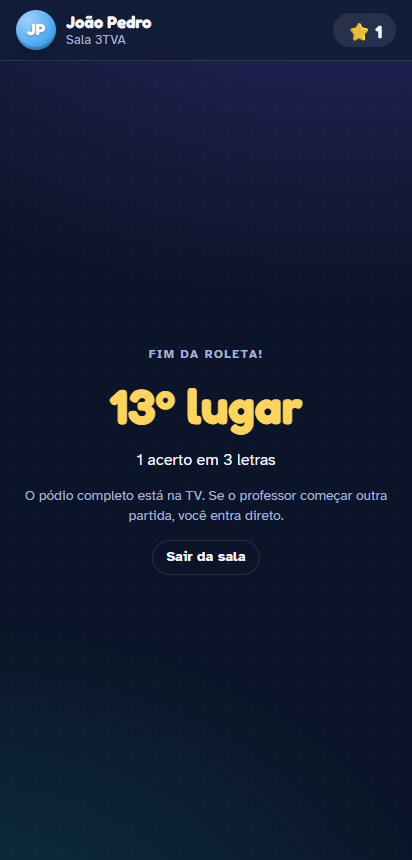 JP
João Pedro
Sala 3TVA
1
FIM DA ROLETA!
13º lugar
1 acerto em 3 letras
O pódio completo está na TV. Se o professor começar outra
partida, você entra direto.
Sair da sala